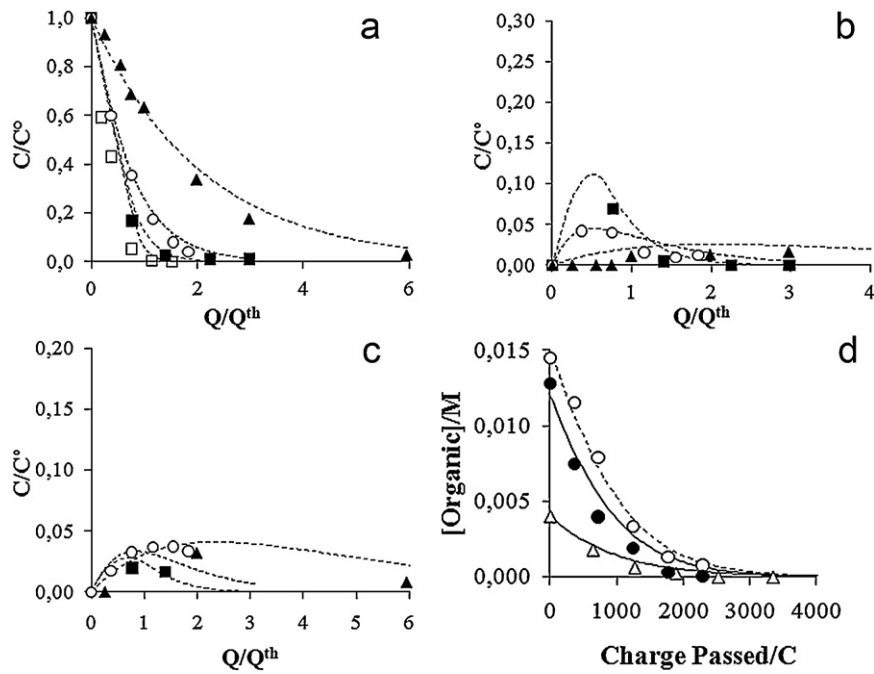 a
1,0
0,8
0,6
0,4
0,2
0,0
C/C°
0 2 4 6
Q/Qth
b
0,30
0,25
0,20
0,15
0,10
0,05
0,00
C/C°
0 1 2 3 4
Q/Qth
c
0,20
0,15
0,10
0,05
0,00
C/C°
0 1 2 3 4 5 6
Q/Qth
d
0,015
0,010
0,005
0,000
[Organic]/M
0 1000 2000 3000 4000
Charge Passed/C